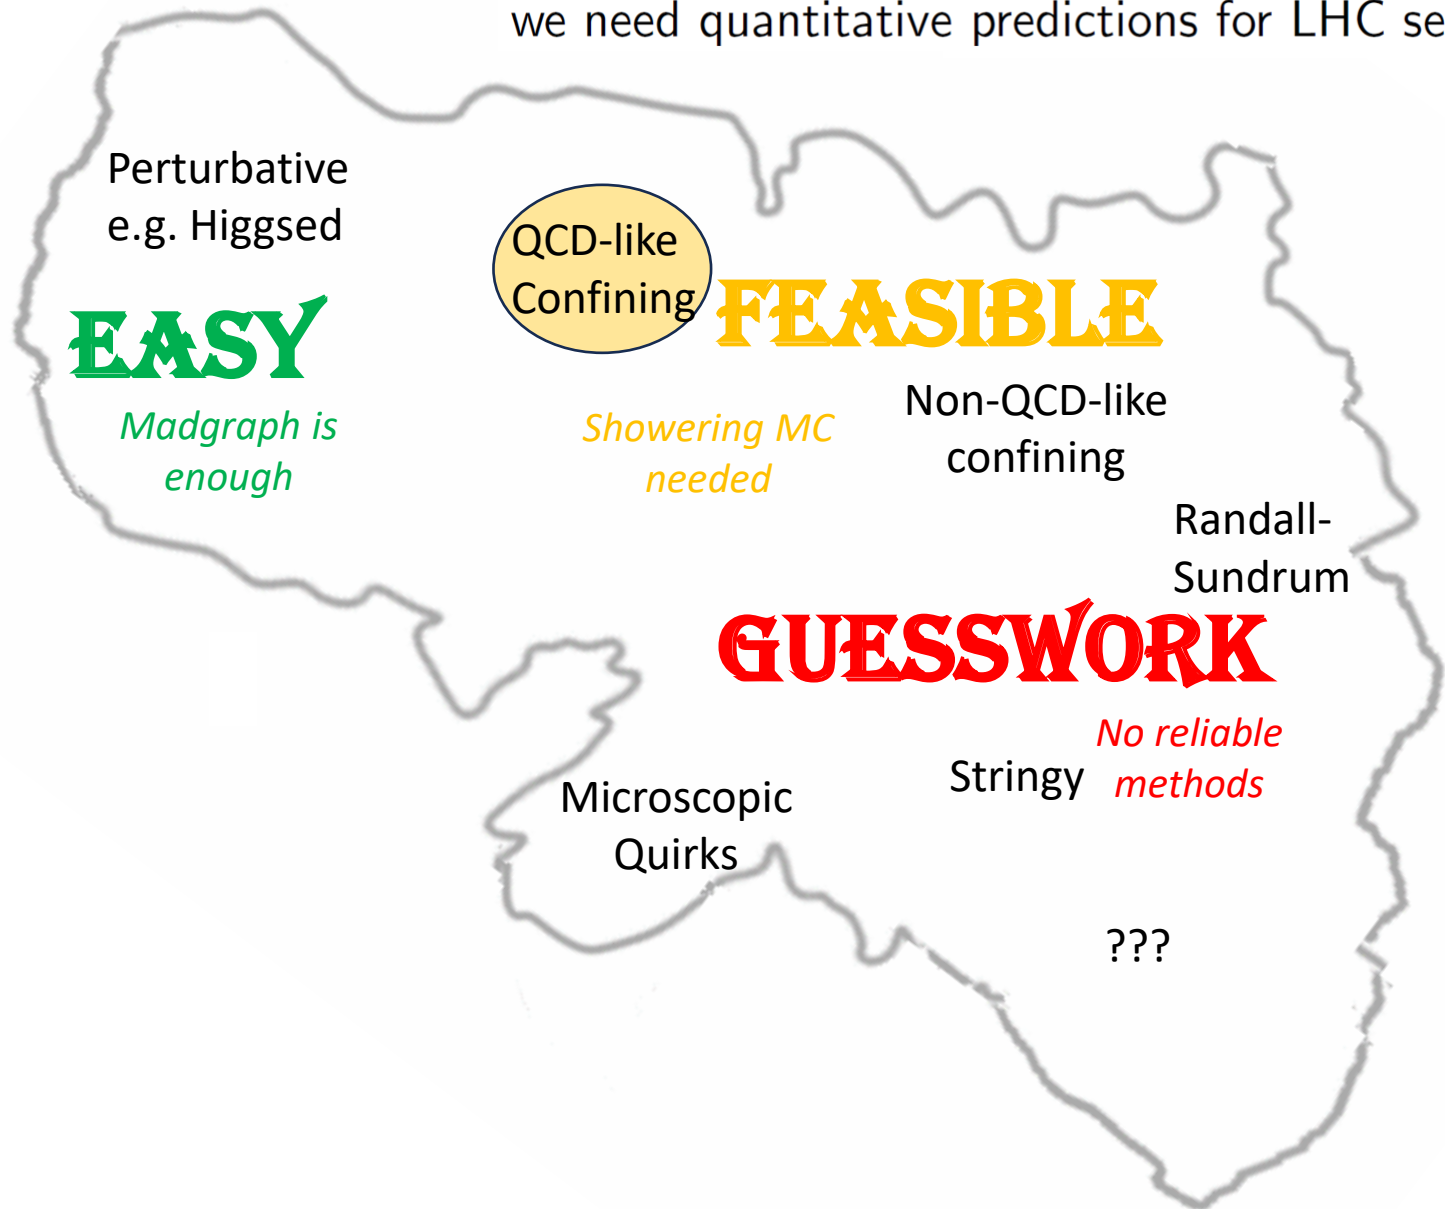 we need quantitative predictions for LHC se
Perturbative
e.g. Higgsed
EASY
Madgraph is
enough
QCD-like
Confining
FEASIBLE
Showering MC
needed
Non-QCD-like
confining
Randall-
Sundrum
GUESSWORK
No reliable
methods
Stringy
Microscopic
Quirks
???